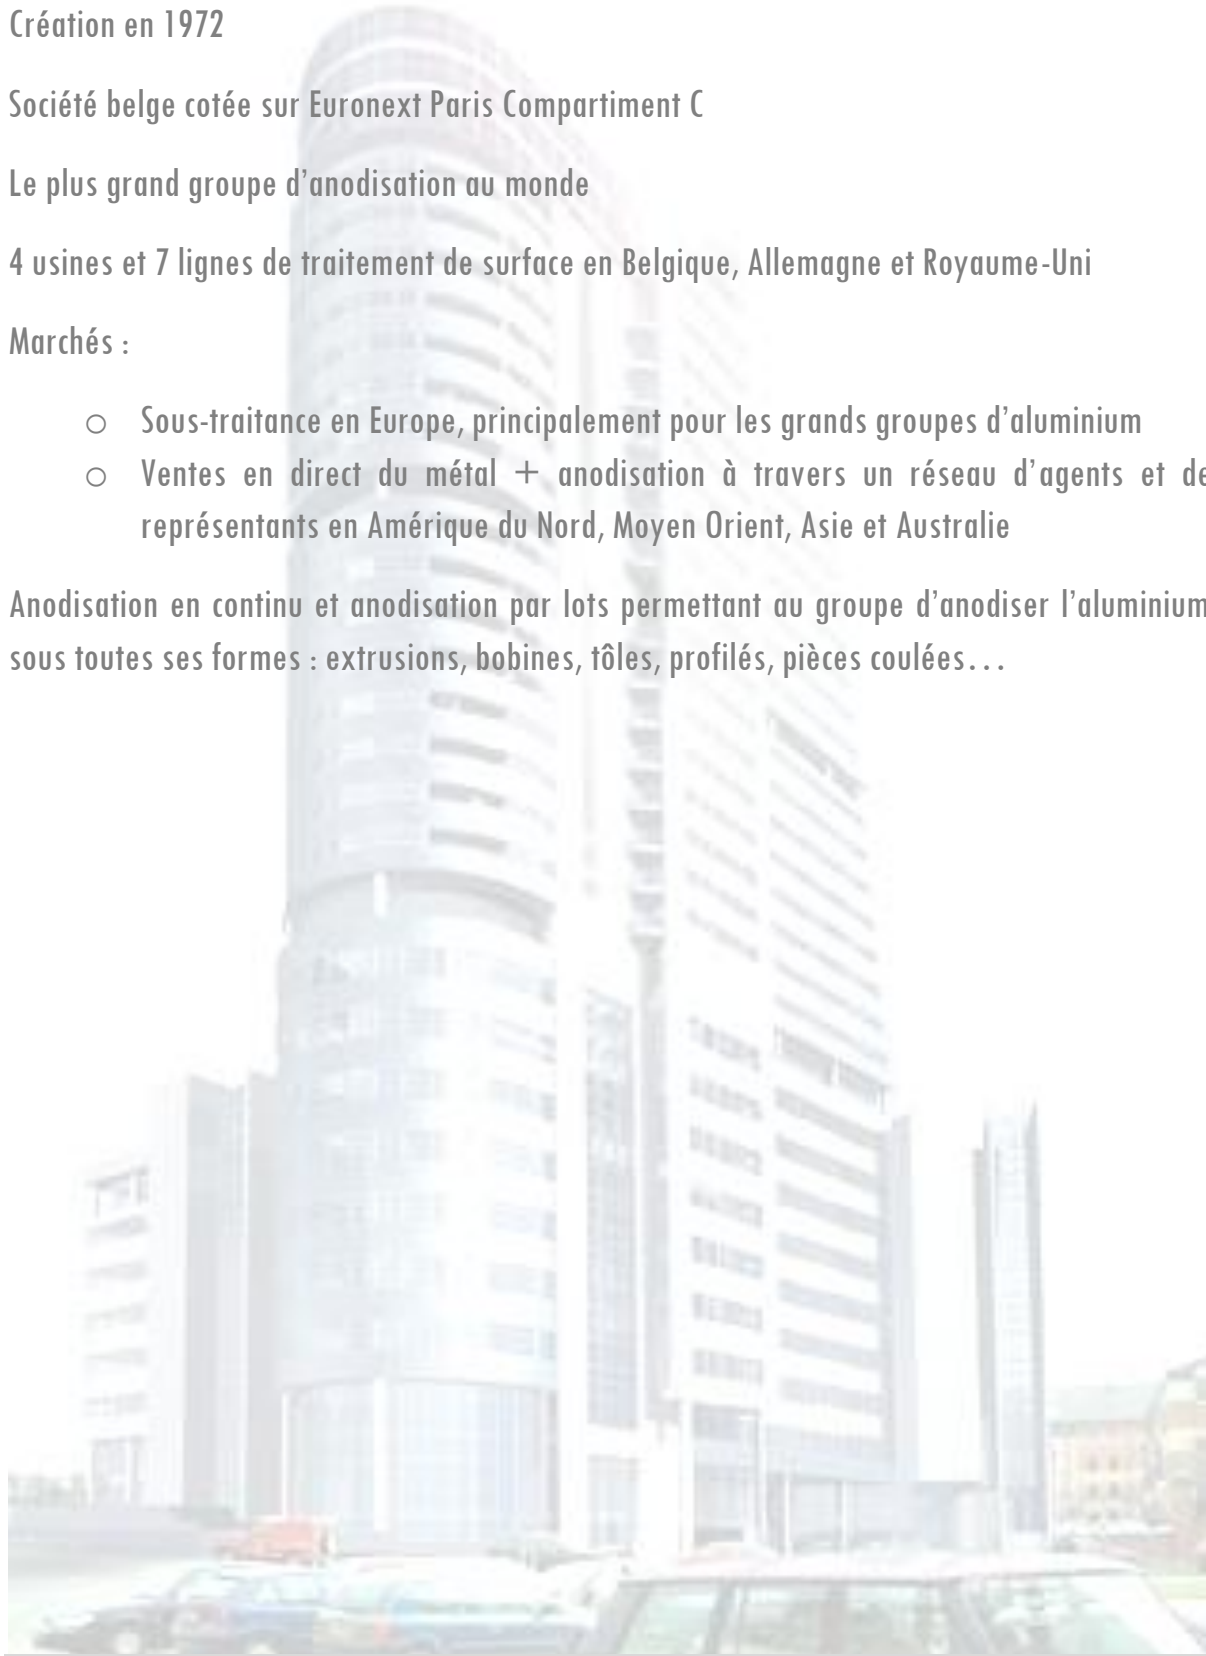 Création en 1972
Société belge cotée sur Euronext Paris Compartiment C
Le plus grand groupe d’anodisation au monde
4 usines et 7 lignes de traitement de surface en Belgique, Allemagne et Royaume-Uni
Marchés :
o Sous-traitance en Europe, principalement pour les grands groupes d’aluminium
o Ventes en direct du métal + anodisation à travers un réseau d’agents et de
représentants en Amérique du Nord, Moyen Orient, Asie et Australie
Anodisation en continu et anodisation par lots permettant au groupe d’anodiser l’aluminium
sous toutes ses formes : extrusions, bobines, tôles, profilés, pièces coulées…